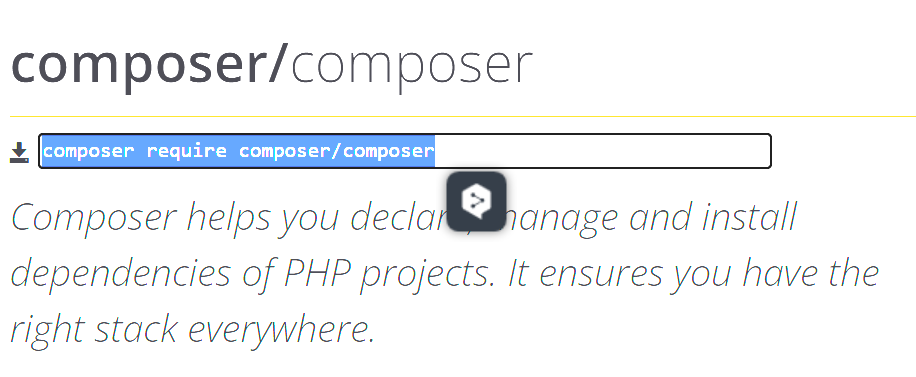 composer/composer
composer require composer/composer
Composer helps you declar, manage and install
dependencies of PHP projects. It ensures you have the
right stack everywhere.